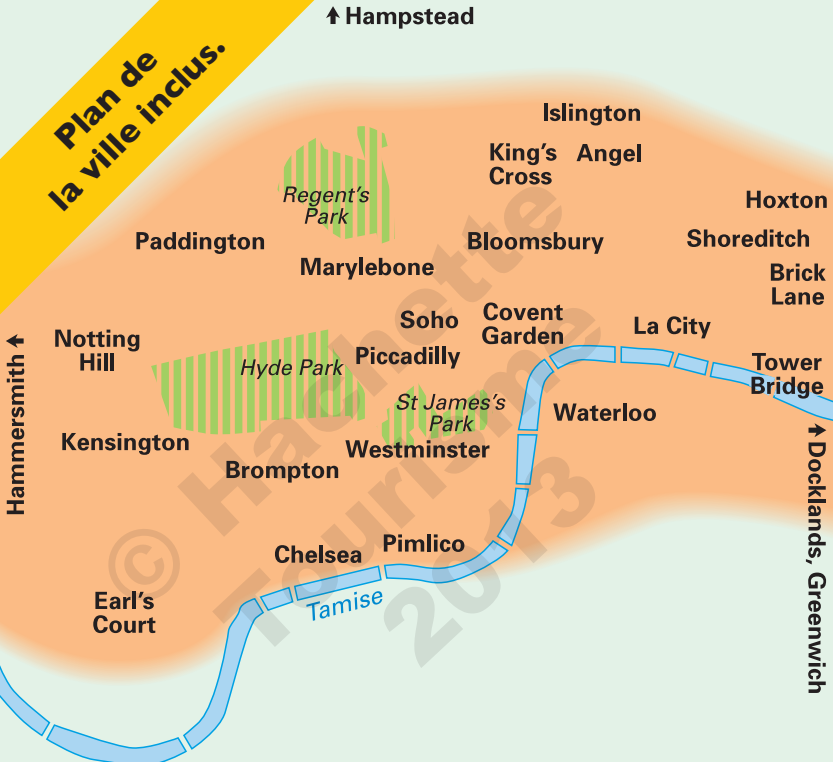 Hampstead
Plan de
la ville inclus.
Islington
King's
Cross
Angel
Regent's
Park
Hoxton
Paddington
Bloomsbury
Shoreditch
Marylebone
Brick
Lane
Soho
Covent
Garden
La City
Notting
Hill
Hyde Park
Piccadilly
Tower
Bridge
Hammersmith
St James's
Park
Waterloo
Kensington
Westminster
Brompton
Docklands, Greenwich
Chelsea
Pimlico
Earl's
Court
Tamise
© Hachette
Tourisme
2013